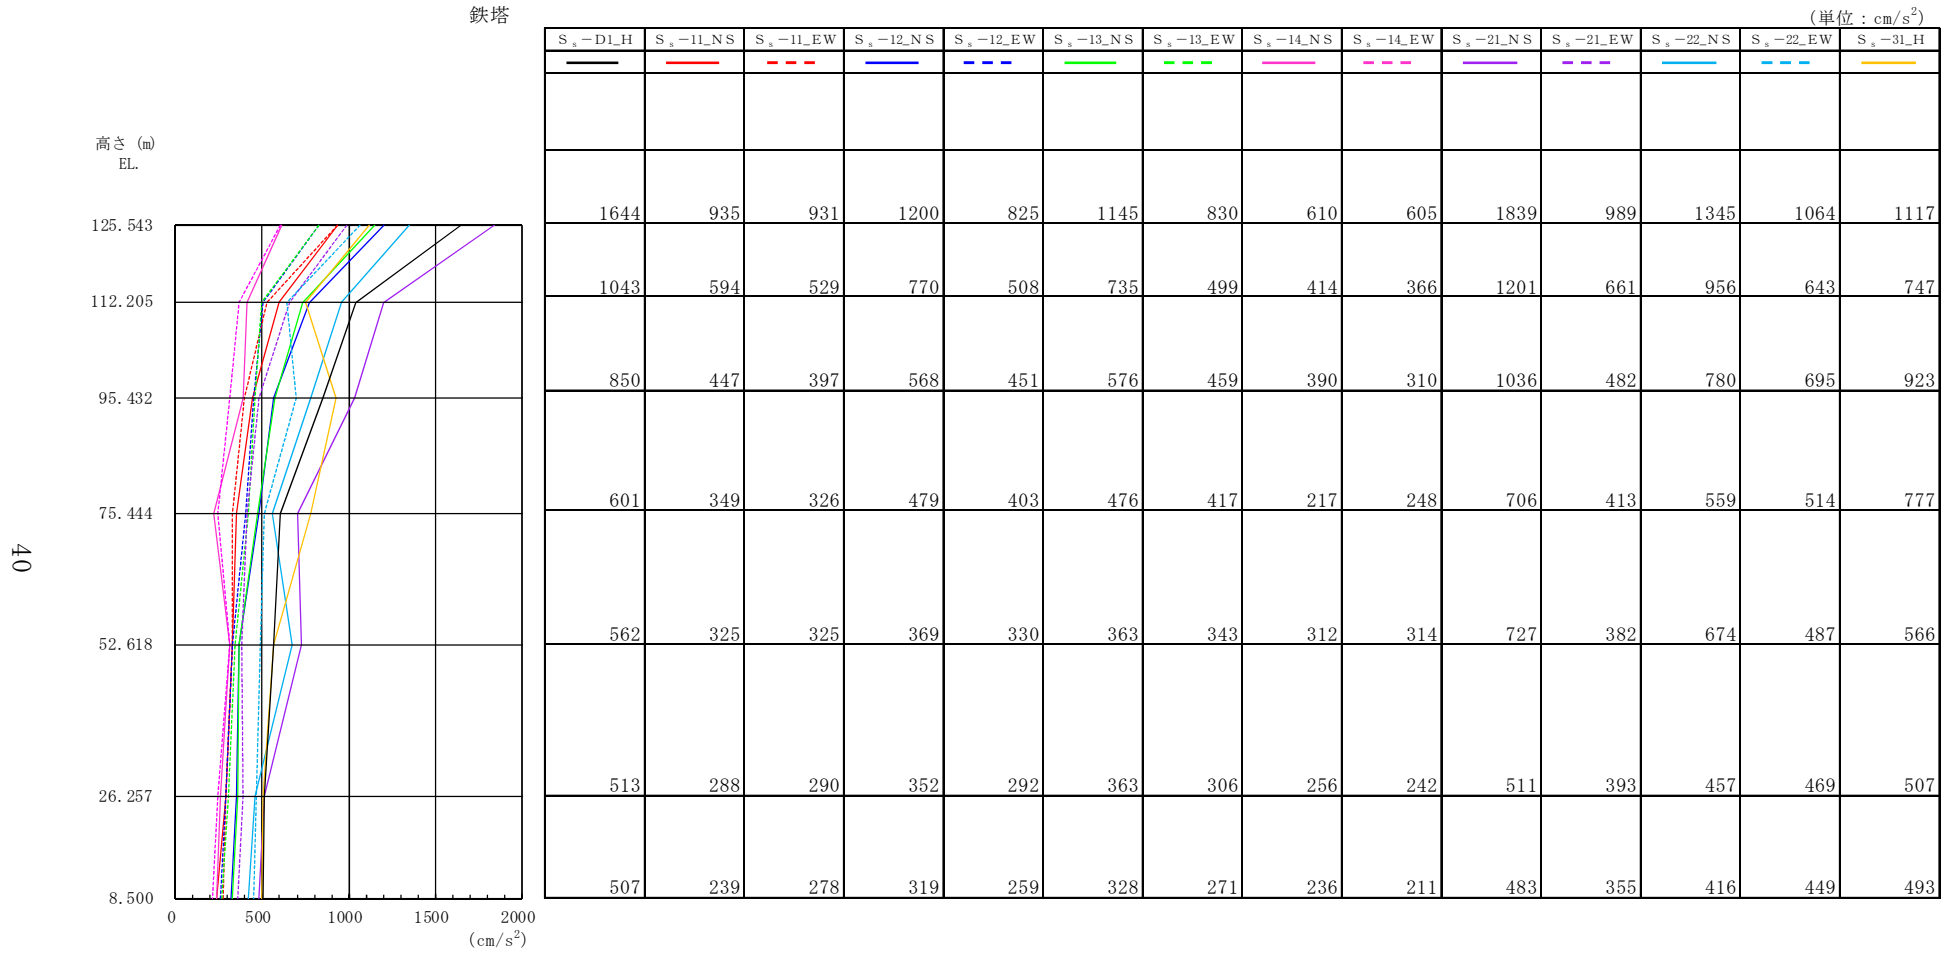 鉄塔
(単位：cm/s²)
Sₛ-D1_H Sₛ-11_NS Sₛ-11_EW Sₛ-12_NS Sₛ-12_EW Sₛ-13_NS Sₛ-13_EW Sₛ-14_NS Sₛ-14_EW Sₛ-21_NS Sₛ-21_EW Sₛ-22_NS Sₛ-22_EW Sₛ-31_H
高さ (m)
EL.
1644 935 931 1200 825 1145 830 610 605 1839 989 1345 1064 1117
125.543
1043 594 529 770 508 735 499 414 366 1201 661 956 643 747
112.205
850 447 397 568 451 576 459 390 310 1036 482 780 695 923
95.432
601 349 326 479 403 476 417 217 248 706 413 559 514 777
75.444
40
562 325 325 369 330 363 343 312 314 727 382 674 487 566
52.618
513 288 290 352 292 363 306 256 242 511 393 457 469 507
26.257
507 239 278 319 259 328 271 236 211 483 355 416 449 493
8.500
0 500 1000 1500 2000
(cm/s²)